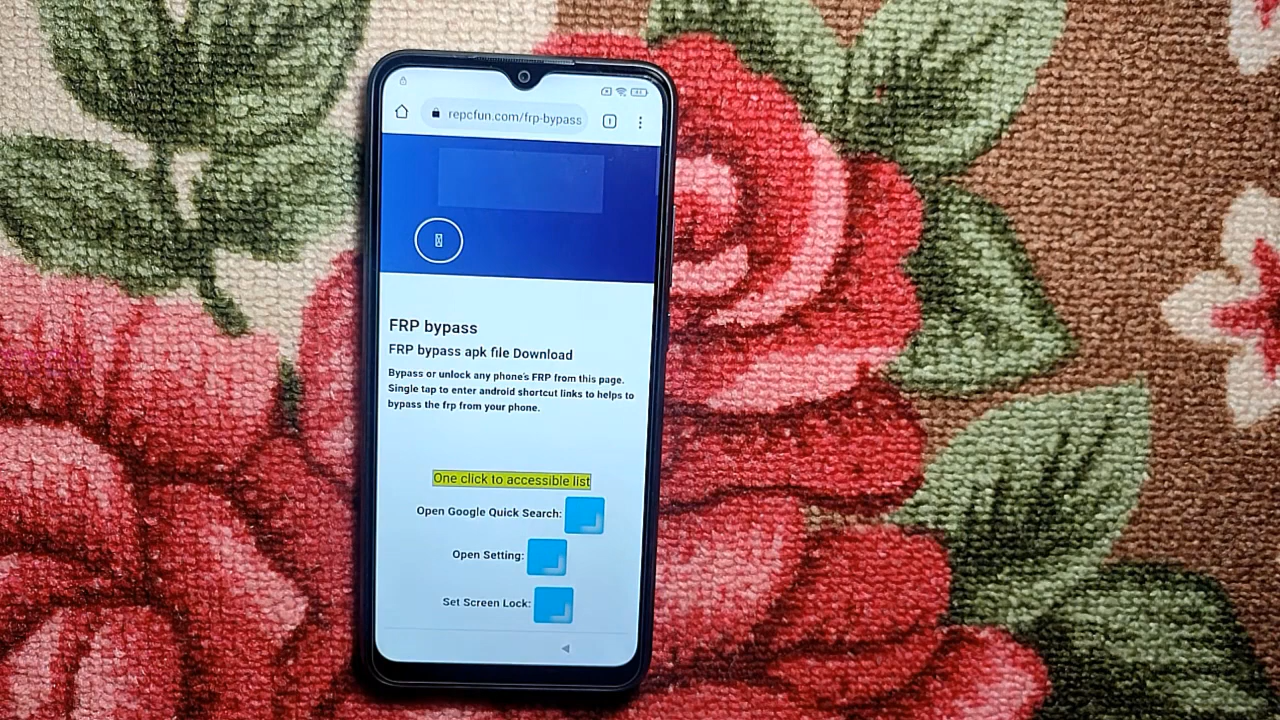 repcfun.com/frp-bypass
FRP bypass
FRP bypass apk file Download
Bypass or unlock any phone's FRP from this page.
Single tap to enter android shortcut links to helps to
bypass the frp from your phone.
One click to accessible list
Open Google Quick Search:
Open Setting:
Set Screen Lock: